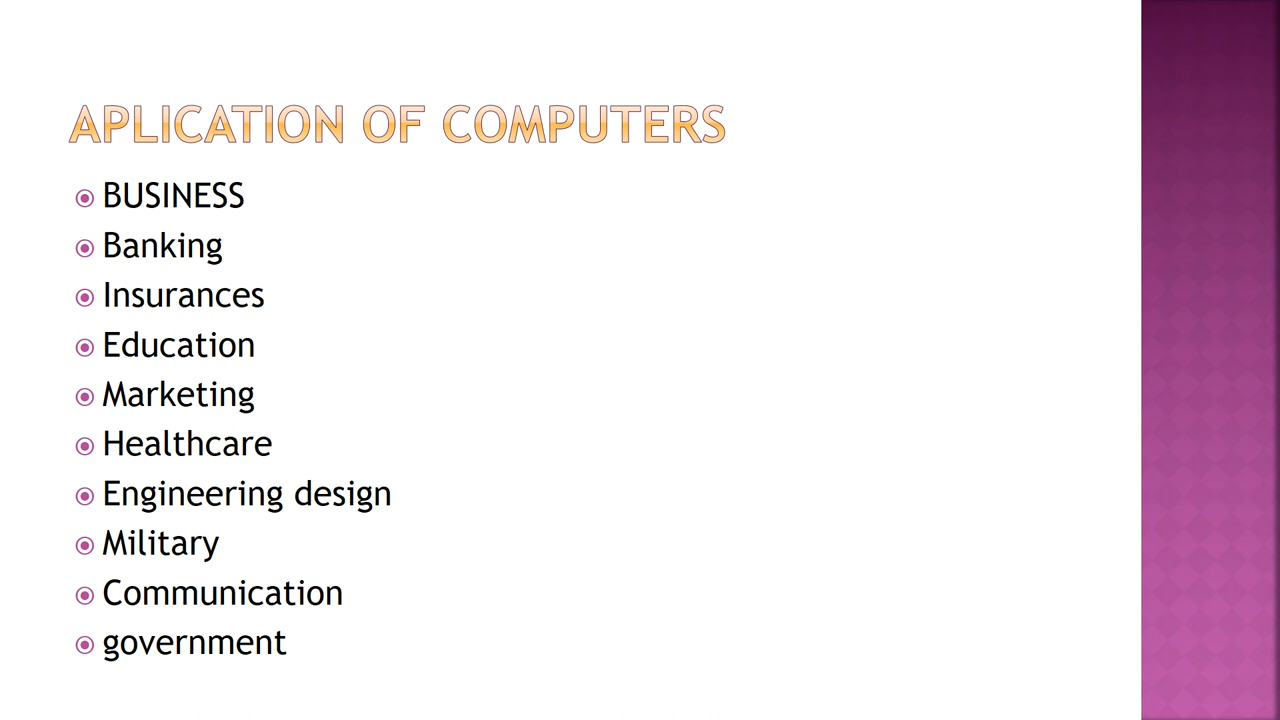 APLICATION OF COMPUTERS
BUSINESS
Banking
Insurances
Education
Marketing
Healthcare
Engineering design
Military
Communication
government